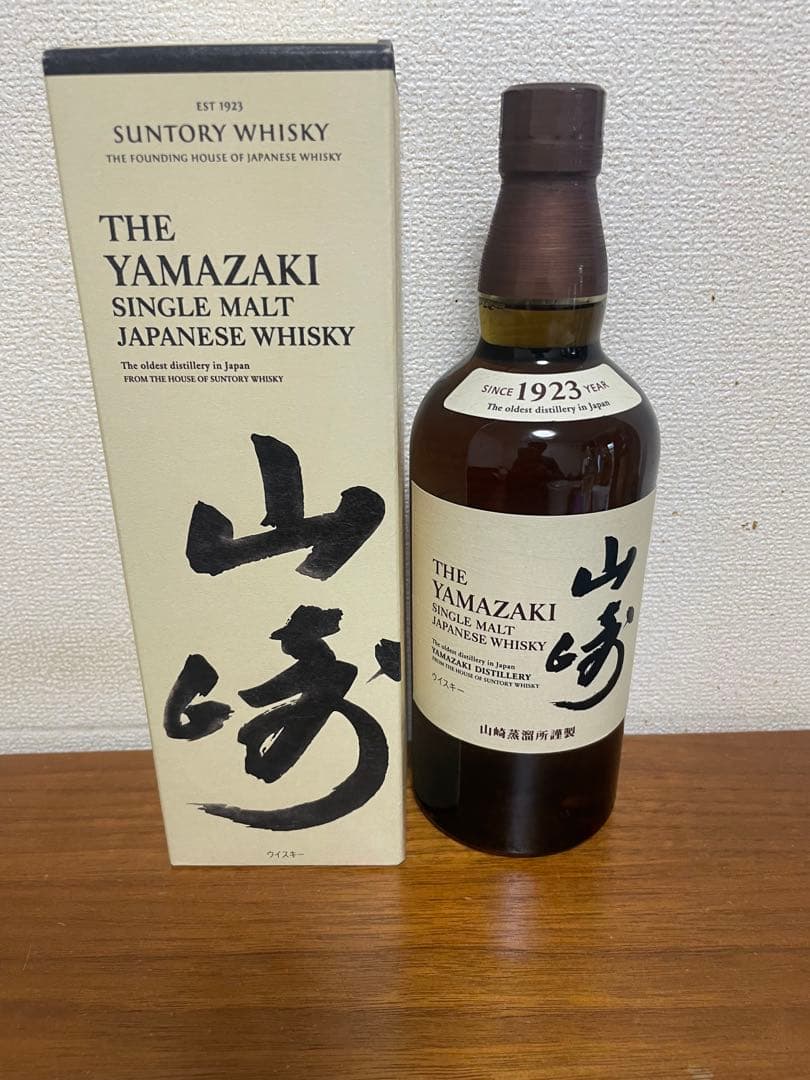 EST 1923
SUNTORY WHISKY
THE FOUNDING HOUSE OF JAPANESE WHISKY
THE
YAMAZAKI
SINGLE MALT
JAPANESE WHISKY
The oldest distillery in Japan
FROM THE HOUSE OF SUNTORY WHISKY
山崎
ウイスキー
SINCE 1923 YEAR
The oldest distillery in Japan
THE
YAMAZAKI
SINGLE MALT
JAPANESE WHISKY
The oldest distillery in Japan
YAMAZAKI DISTILLERY
FROM THE HOUSE OF SUNTORY WHISKY
ウイスキー
山崎
山崎蒸溜所謹製